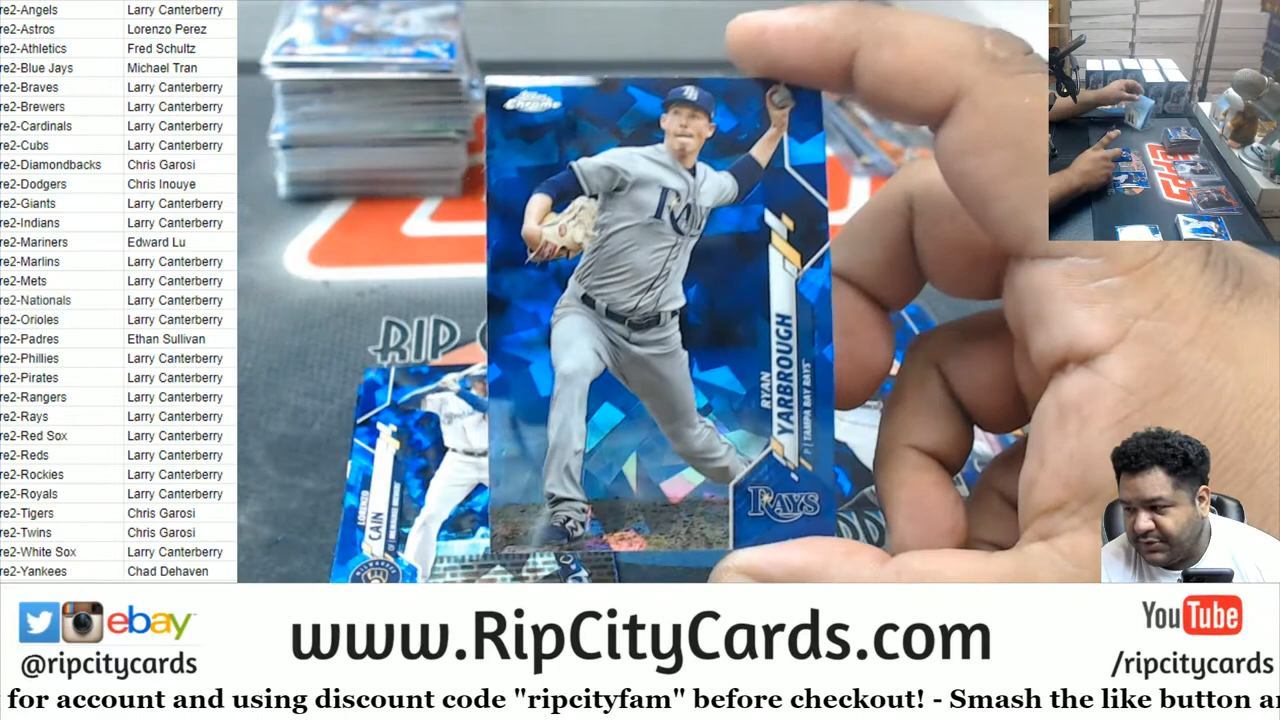 re2-Angels Larry Canterberry
re2-Astros Lorenzo Perez
re2-Athletics Fred Schultz
re2-Blue Jays Michael Tran
re2-Braves Larry Canterberry
re2-Brewers Larry Canterberry
re2-Cardinals Larry Canterberry
re2-Cubs Larry Canterberry
re2-Diamondbacks Chris Garosi
re2-Dodgers Chris Inouye
re2-Giants Larry Canterberry
re2-Indians Larry Canterberry
re2-Mariners Edward Lu
re2-Marlins Larry Canterberry
re2-Mets Larry Canterberry
re2-Nationals Larry Canterberry
re2-Orioles Larry Canterberry
re2-Padres Ethan Sullivan
re2-Phillies Larry Canterberry
re2-Pirates Larry Canterberry
re2-Rangers Larry Canterberry
re2-Rays Larry Canterberry
re2-Red Sox Larry Canterberry
re2-Reds Larry Canterberry
re2-Rockies Larry Canterberry
re2-Royals Larry Canterberry
re2-Tigers Chris Garosi
re2-Twins Chris Garosi
re2-White Sox Larry Canterberry
re2-Yankees Chad Dehaven
Topps
Chrome
TB
RAYS
RYAN
YARBROUGH
P | TAMPA BAY RAYS
RAYS
RIP
LORENZO
CAIN
ebay
@ripcitycards
www.RipCityCards.com
YouTube
/ripcitycards
for account and using discount code "ripcityfam" before checkout! - Smash the like button a